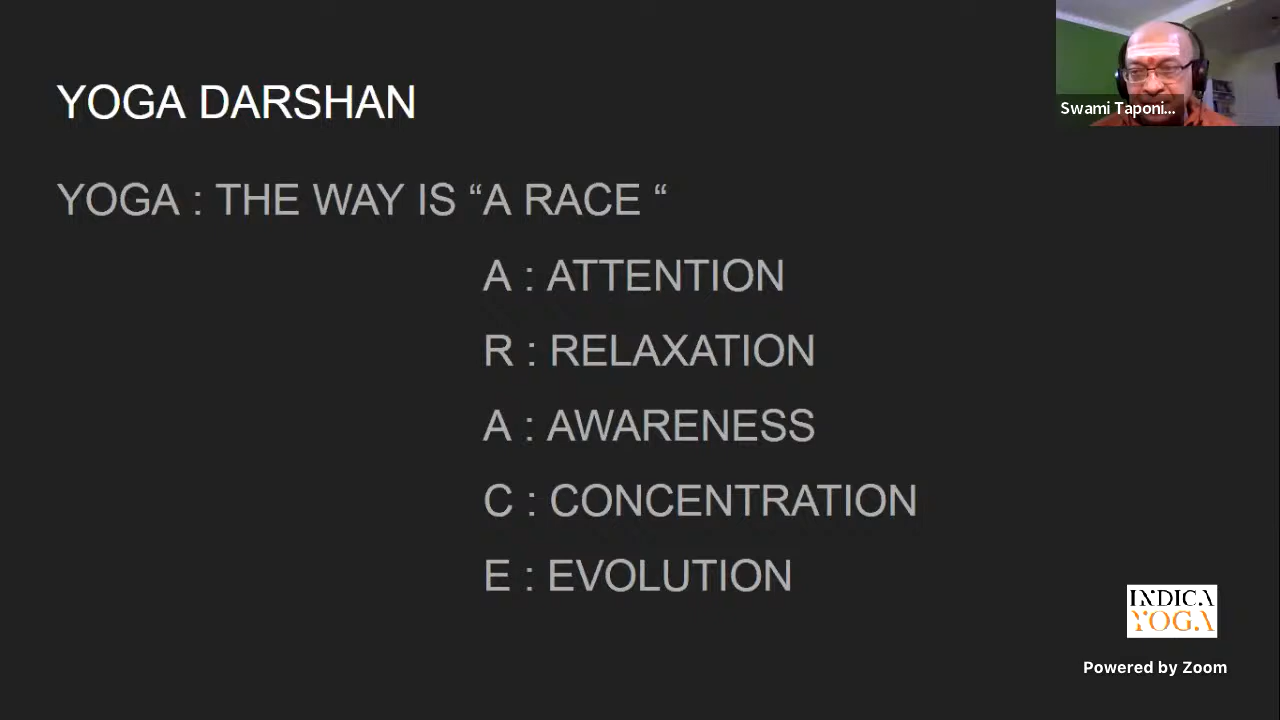 YOGA DARSHAN
Swami Taponi...
YOGA : THE WAY IS “A RACE “
A : ATTENTION
R : RELAXATION
A : AWARENESS
C : CONCENTRATION
E : EVOLUTION
INDICA
YOGA
Powered by Zoom